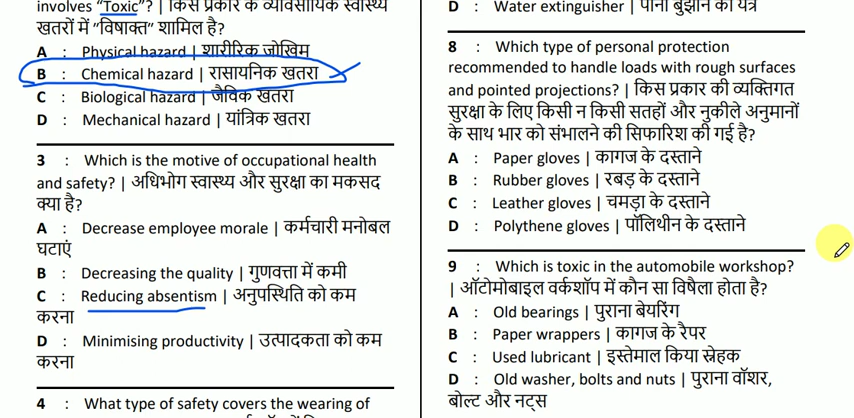 involves “Toxic”? | किस प्रकार के व्यावसायिक स्वास्थ्य
खतरों में "विषाक्त" शामिल है?
A : Physical hazard | शारीरिक जोखिम
B : Chemical hazard | रासायनिक खतरा
C : Biological hazard | जैविक खतरा
D : Mechanical hazard | यांत्रिक खतरा
3 : Which is the motive of occupational health
and safety? | अधिभोग स्वास्थ्य और सुरक्षा का मकसद
क्या है?
A : Decrease employee morale | कर्मचारी मनोबल
घटाएं
B : Decreasing the quality | गुणवत्ता में कमी
C : Reducing absentism | अनुपस्थिति को कम
करना
D : Minimising productivity | उत्पादकता को कम
करना
4 : What type of safety covers the wearing of
D : Water extinguisher | पानी बुझाने का यंत्र
8 : Which type of personal protection
recommended to handle loads with rough surfaces
and pointed projections? | किस प्रकार की व्यक्तिगत
सुरक्षा के लिए किसी न किसी सतहों और नुकीले अनुमानों
के साथ भार को संभालने की सिफारिश की गई है?
A : Paper gloves | कागज के दस्ताने
B : Rubber gloves | रबड़ के दस्ताने
C : Leather gloves | चमड़ा के दस्ताने
D : Polythene gloves | पॉलिथीन के दस्ताने
9 : Which is toxic in the automobile workshop?
| ऑटोमोबाइल वर्कशॉप में कौन सा विषैला होता है?
A : Old bearings | पुराना बेयरिंग
B : Paper wrappers | कागज के रैपर
C : Used lubricant | इस्तेमाल किया स्नेहक
D : Old washer, bolts and nuts | पुराना वॉशर,
बोल्ट और नट्स